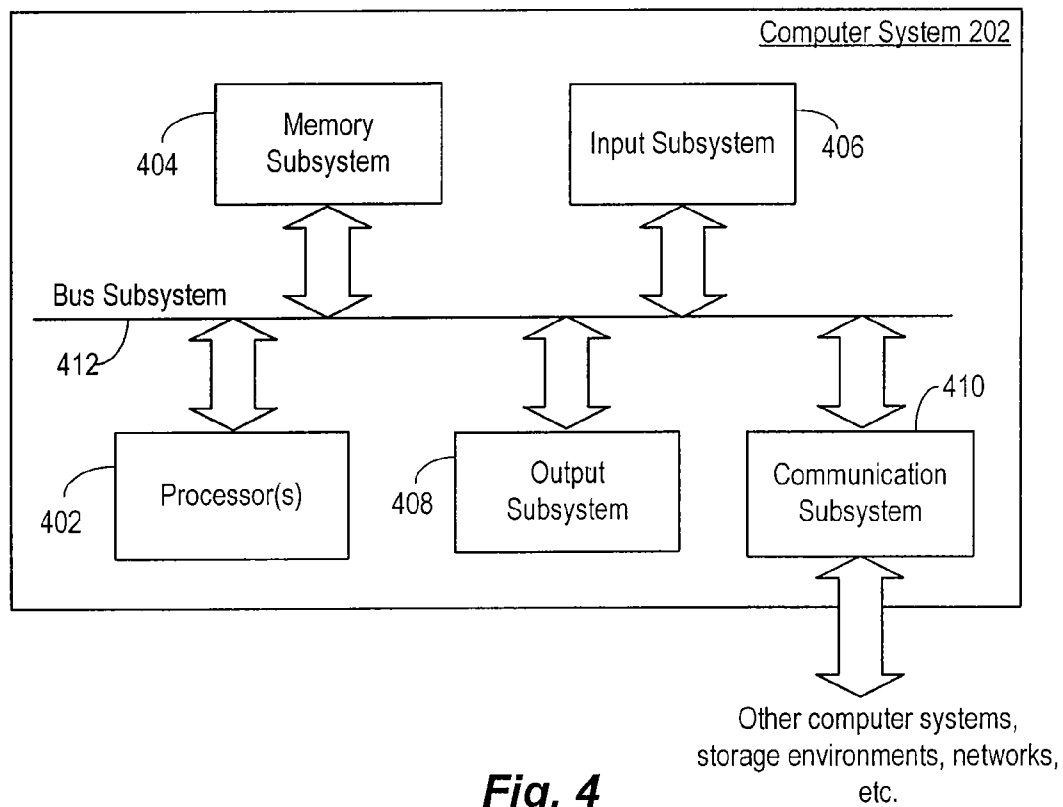 Computer System 202
Memory
Subsystem
404
Input Subsystem
406
Bus Subsystem
412
410
Processor(s)
402
Output
Subsystem
408
Communication
Subsystem
Other computer systems,
storage environments, networks,
etc.
Fig. 4